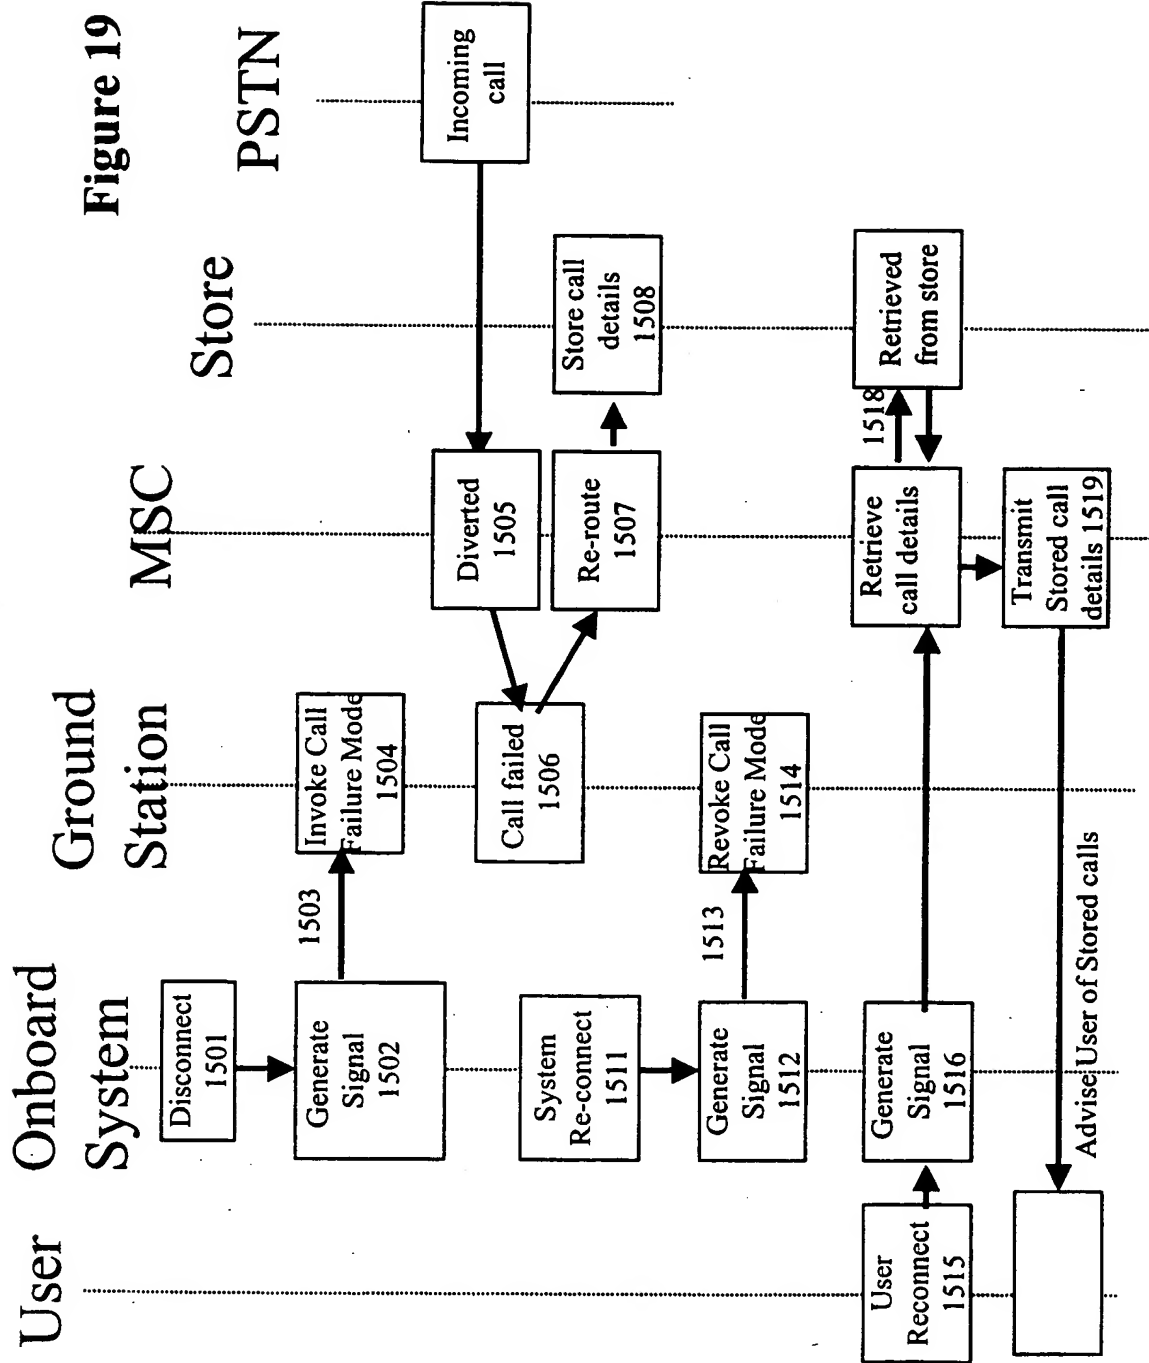 Figure 19
User
Onboard
System
Ground
Station
MSC
Store
PSTN
Disconnect
1501
Generate
Signal
1502
1503
Invoke Call
Failure Mode
1504
Incoming
call
Diverted
1505
Call failed
1506
Re-route
1507
Store call
details
1508
System
Re-connect
1511
Generate
Signal
1512
1513
Revoke Call
Failure Mode
1514
User
Reconnect
1515
Generate
Signal
1516
Retrieve
call details
1518
Retrieved
from store
Transmit
Stored call
details 1519
Advise User of Stored calls